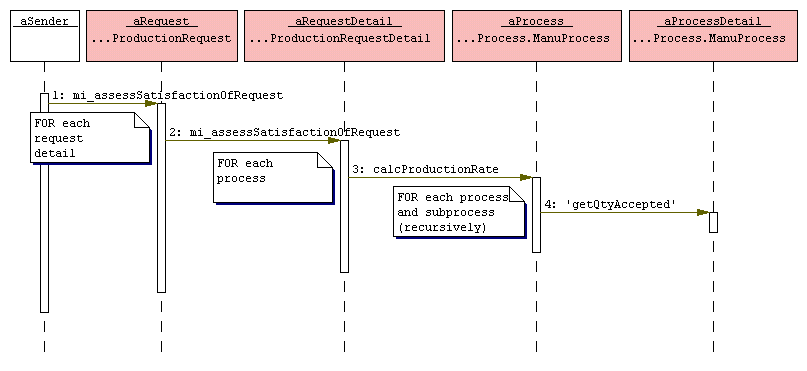 aSender
aRequest
...ProductionRequest
aRequestDetail
...ProductionRequestDetail
aProcess
...Process.ManuProcess
aProcessDetail
...Process.ManuProcess
1: mi_assessSatisfactionOfRequest
FOR each
request
detail
2: mi_assessSatisfactionOfRequest
FOR each
process
3: calcProductionRate
FOR each process
and subprocess
(recursively)
4: 'getQtyAccepted'